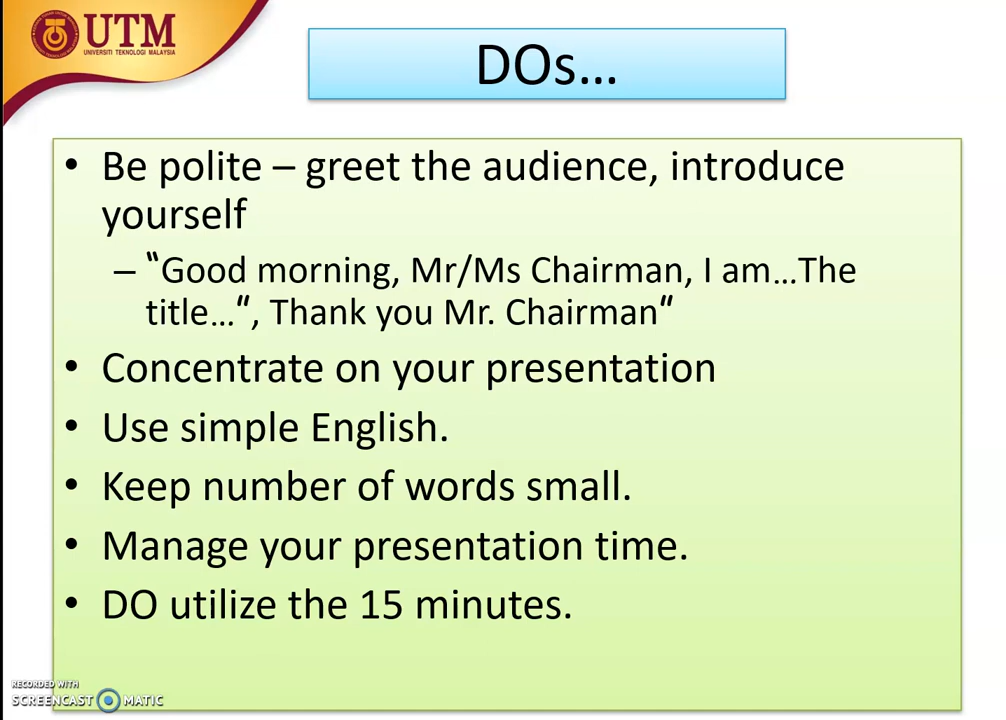 UTM
UNIVERSITI TEKNOLOGI MALAYSIA
DOs...
• Be polite – greet the audience, introduce
yourself
– “Good morning, Mr/Ms Chairman, I am...The
title...“, Thank you Mr. Chairman“
• Concentrate on your presentation
• Use simple English.
• Keep number of words small.
• Manage your presentation time.
• DO utilize the 15 minutes.
RECORDED WITH
SCREENCAST MATIC